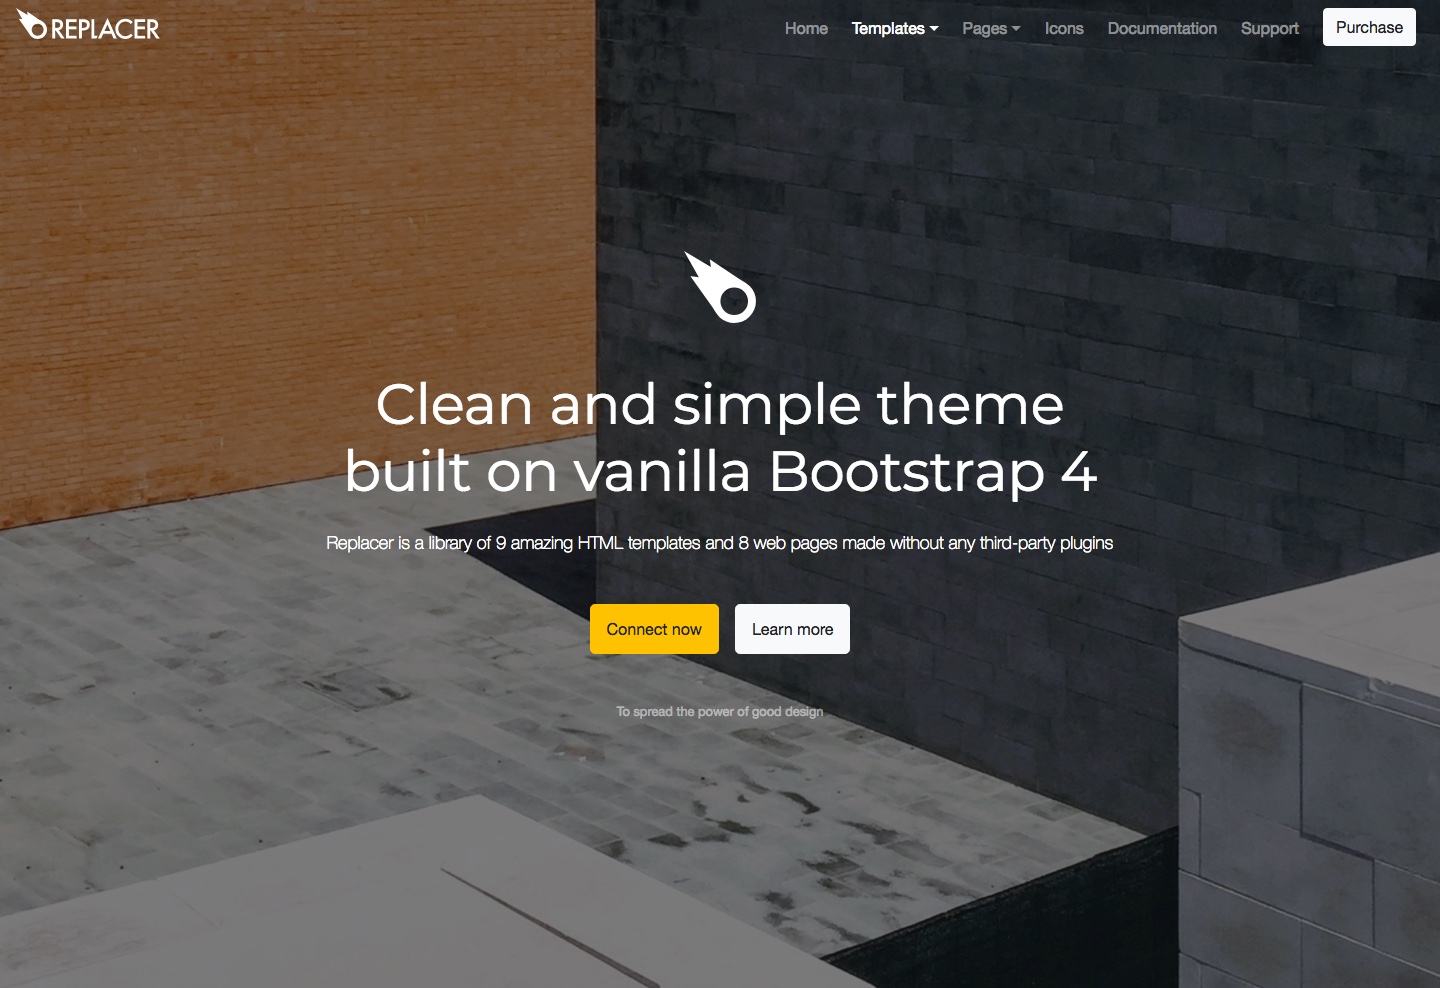 REPLACER
Home Templates Pages Icons Documentation Support Purchase
Clean and simple theme
built on vanilla Bootstrap 4
Replacer is a library of 9 amazing HTML templates and 8 web pages made without any third-party plugins
Connect now Learn more
To spread the power of good design